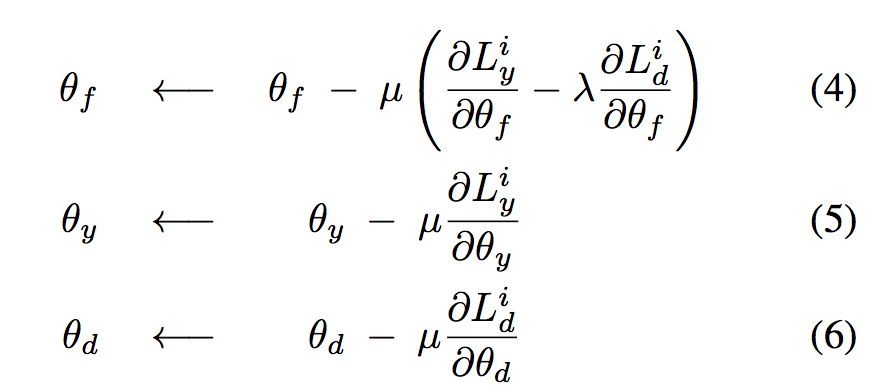 θ_f ⟵ θ_f − μ ( ∂L_y^i / ∂θ_f − λ ∂L_d^i / ∂θ_f ) (4)
θ_y ⟵ θ_y − μ ∂L_y^i / ∂θ_y (5)
θ_d ⟵ θ_d − μ ∂L_d^i / ∂θ_d (6)